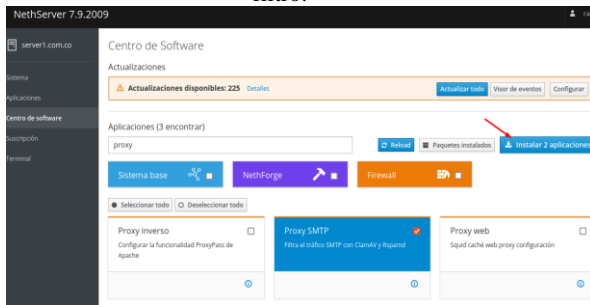 NethServer 7.9.2009
server1.com.co
Sistema
Aplicaciones
Centro de software
Suscripción
Terminal
Centro de Software
Actualizaciones
Actualizaciones disponibles: 225 Detalles
Actualizar todo
Visor de eventos
Configurar
Aplicaciones (3 encontrar)
proxy
Reload
Paquetes instalados
Instalar 2 aplicaciones
Sistema base
NethForge
Firewall
Seleccionar todo
Deseleccionar todo
Proxy inverso
Configurar la funcionalidad ProxyPass de
Apache
Proxy SMTP
Filtra el tráfico SMTP con ClamAV y Rspamd
Proxy web
Squid caché web proxy configuración